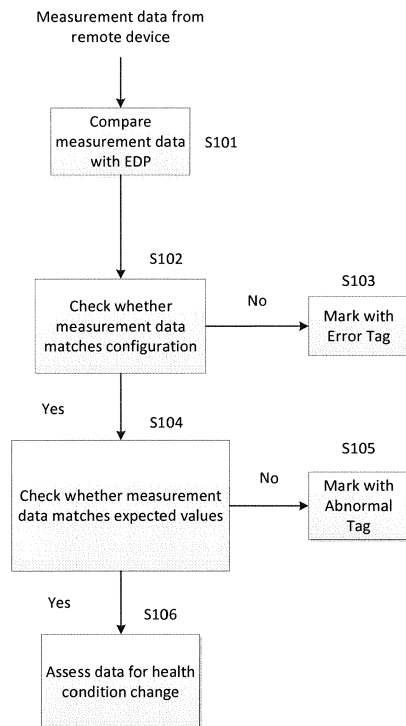 Measurement data from
remote device
Compare
measurement data
with EDP
S101
S102
Check whether
measurement data
matches configuration
No
S103
Mark with
Error Tag
Yes
S104
Check whether measurement
data matches expected values
No
S105
Mark with
Abnormal
Tag
Yes
S106
Assess data for health
condition change